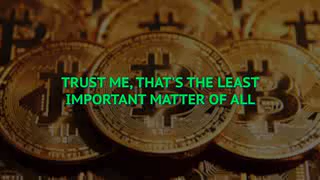 TRUST ME, THAT'S THE LEAST
IMPORTANT MATTER OF ALL